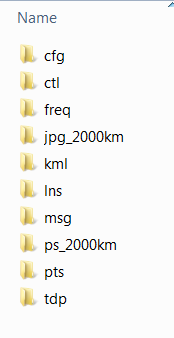 Name
cfg
ctl
freq
jpg_2000km
kml
lns
msg
ps_2000km
pts
tdp